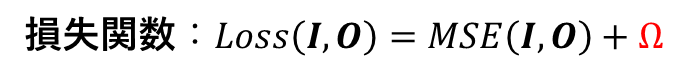 損失関数：Loss(I,O) = MSE(I,O) + Ω